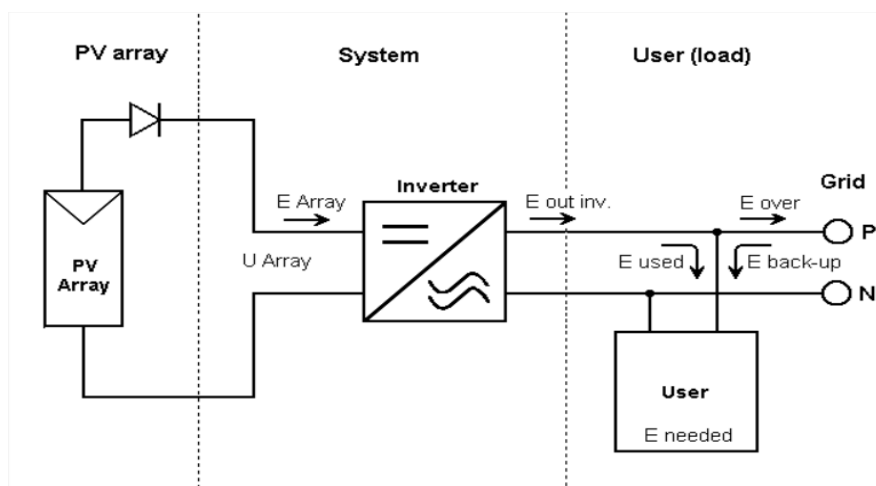 PV array
System
User (load)
Grid
E Array
Inverter
E out inv.
E over
P
U Array
E used
E back-up
PV
Array
N
User
E needed